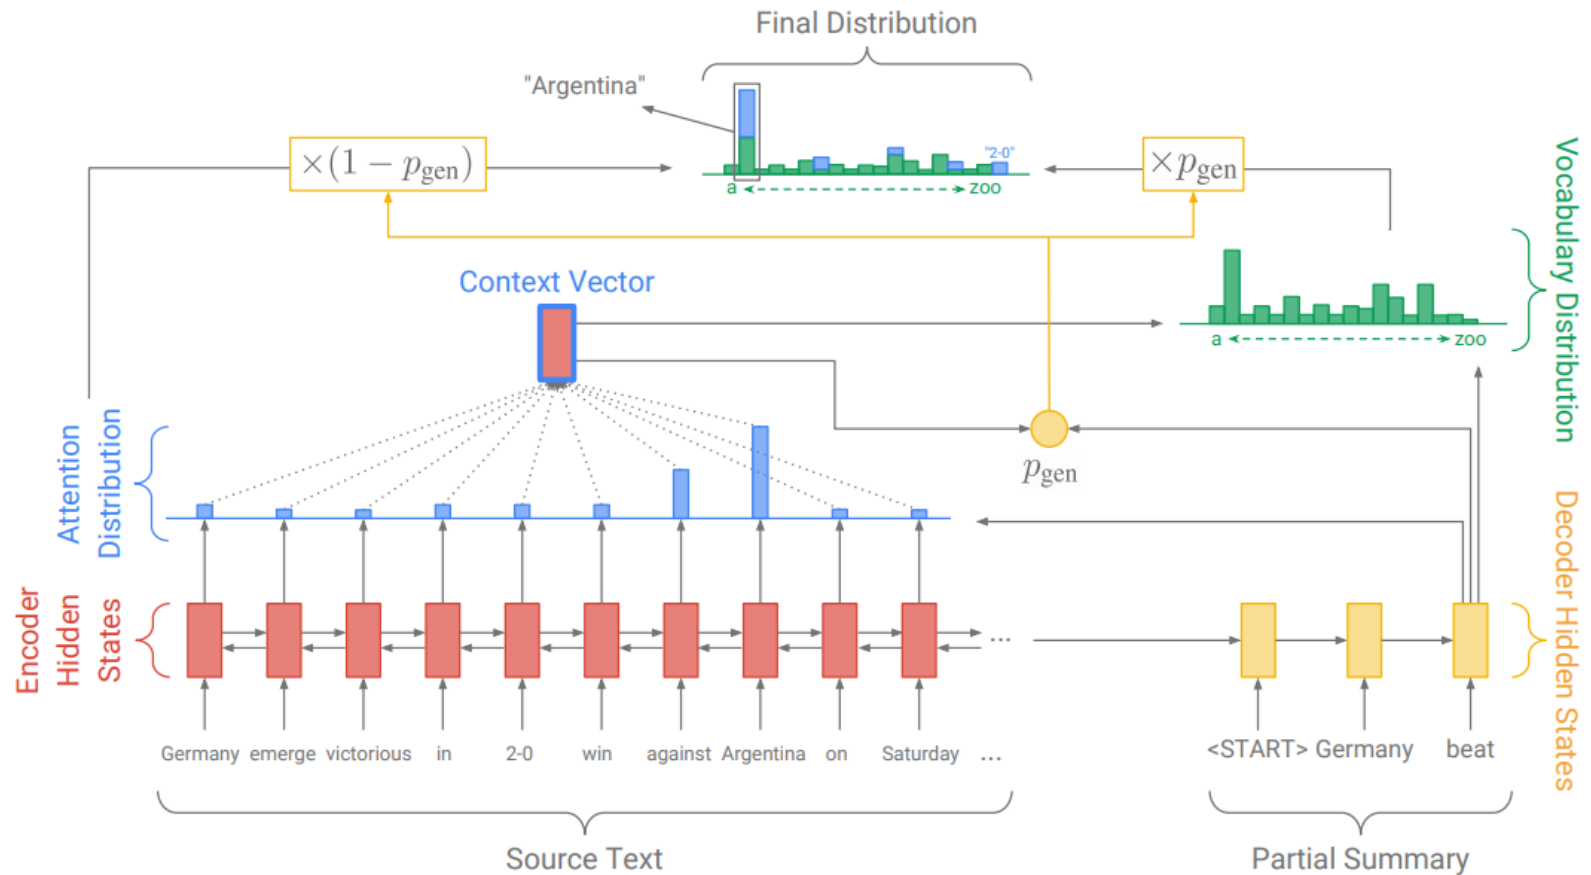 Final Distribution
"Argentina"
×(1 − pgen)
"2-0"
×pgen
a
zoo
Context Vector
Vocabulary Distribution
a
zoo
Attention
Distribution
pgen
Encoder
Hidden
States
Decoder Hidden States
...
Germany emerge victorious in 2-0 win against Argentina on Saturday ...
<START> Germany beat
Source Text
Partial Summary